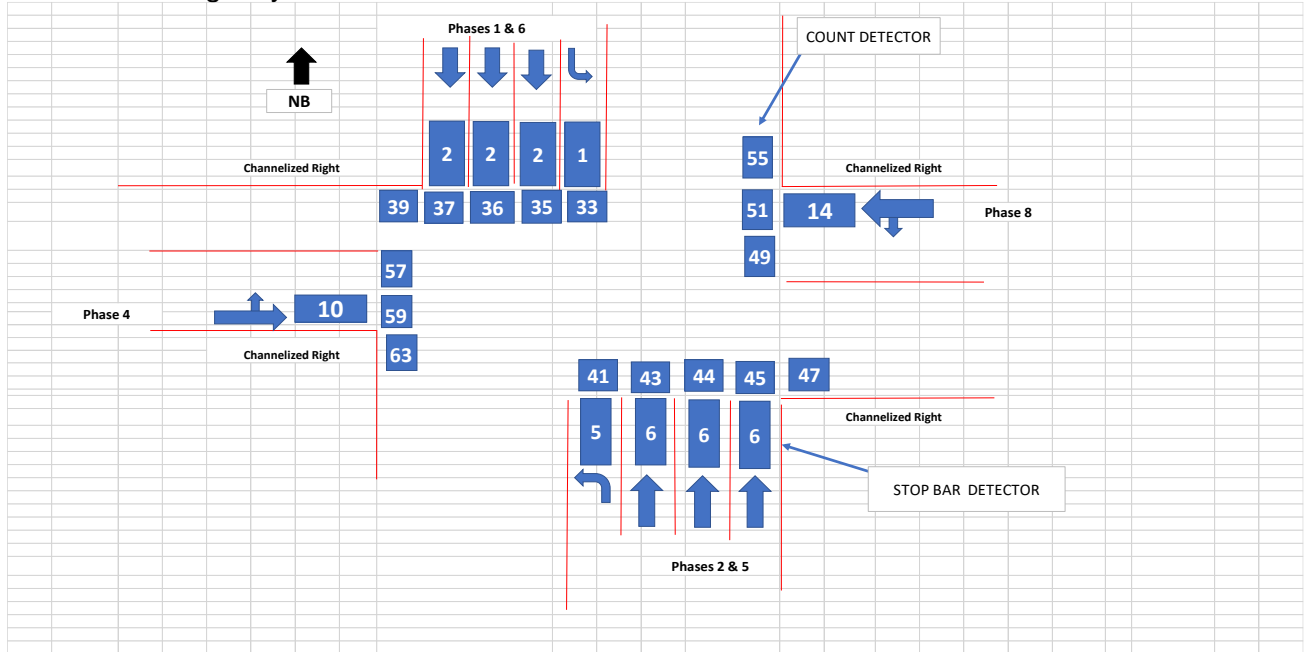 Phases 1 & 6
COUNT DETECTOR
NB
2 2 2 1
55
Channelized Right
Channelized Right
39 37 36 35 33
51 14
Phase 8
49
57
10
Phase 4
59
Channelized Right
63
41 43 44 45 47
Channelized Right
5 6 6 6
STOP BAR DETECTOR
Phases 2 & 5